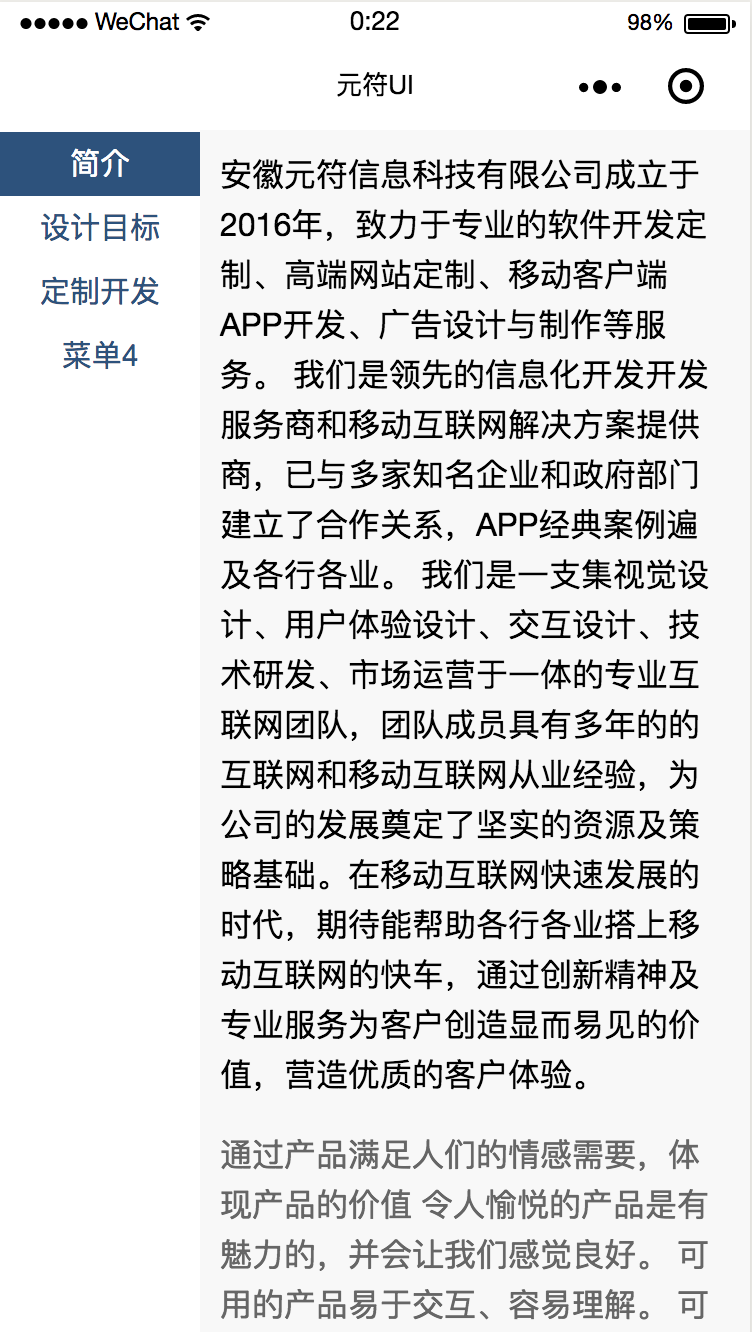 WeChat 0:22 98%
元符UI
简介
设计目标
定制开发
菜单4
安徽元符信息科技有限公司成立于
2016年，致力于专业的软件开发定
制、高端网站定制、移动客户端
APP开发、广告设计与制作等服
务。 我们是领先的信息化开发开发
服务商和移动互联网解决方案提供
商，已与多家知名企业和政府部门
建立了合作关系，APP经典案例遍
及各行各业。 我们是一支集视觉设
计、用户体验设计、交互设计、技
术研发、市场运营于一体的专业互
联网团队，团队成员具有多年的的
互联网和移动互联网从业经验，为
公司的发展奠定了坚实的资源及策
略基础。在移动互联网快速发展的
时代，期待能帮助各行各业搭上移
动互联网的快车，通过创新精神及
专业服务为客户创造显而易见的价
值，营造优质的客户体验。
通过产品满足人们的情感需要，体
现产品的价值 令人愉悦的产品是有
魅力的，并会让我们感觉良好。 可
用的产品易于交互、容易理解。 可